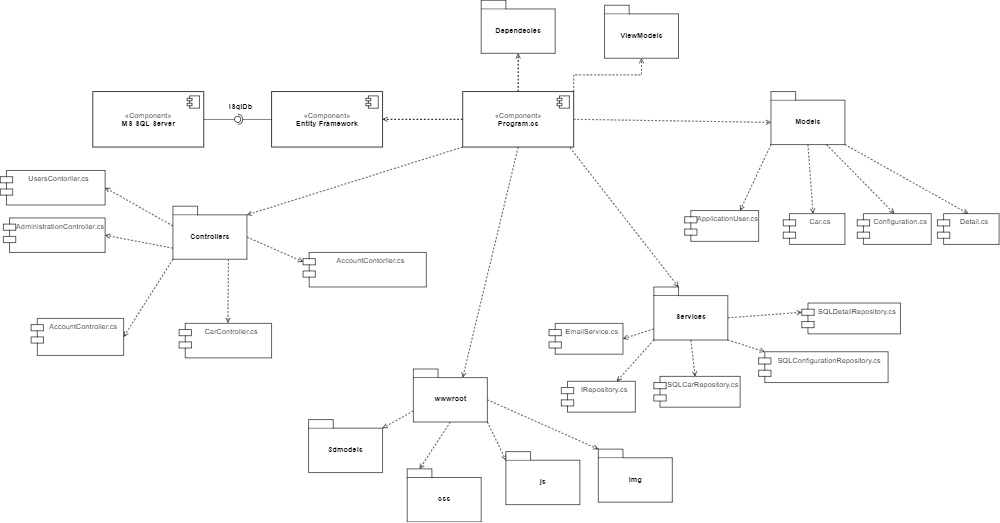 Dependecies
ViewModels
ISqlDb
«Component»
MS SQL Server
«Component»
Entity Framework
«Component»
Program.cs
Models
UsersContorller.cs
AdministrationController.cs
Controllers
ApplicationUser.cs
Car.cs
Configuration.cs
Detail.cs
AccountContorller.cs
AccountController.cs
CarController.cs
Services
EmailService.cs
SQLDetailRepository.cs
SQLConfigurationRepository.cs
IRepository.cs
SQLCarRepository.cs
wwwroot
3dmodels
css
js
img